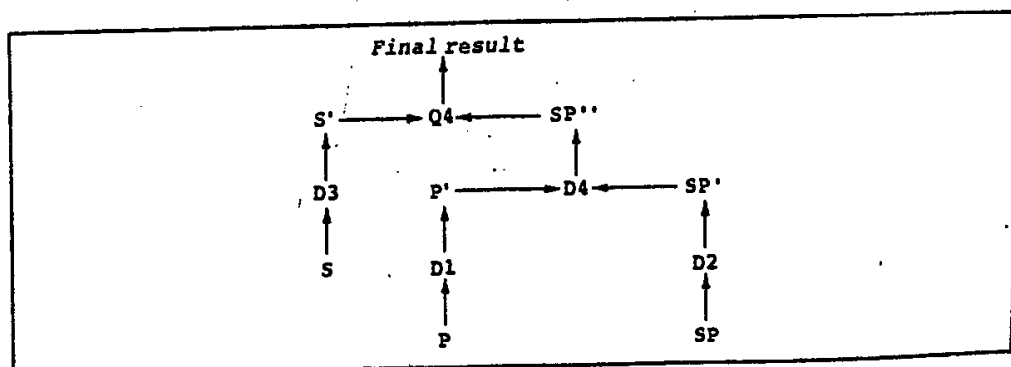 Final result
S' Q4 SP''
D3 P' D4 SP'
S D1 D2
P SP